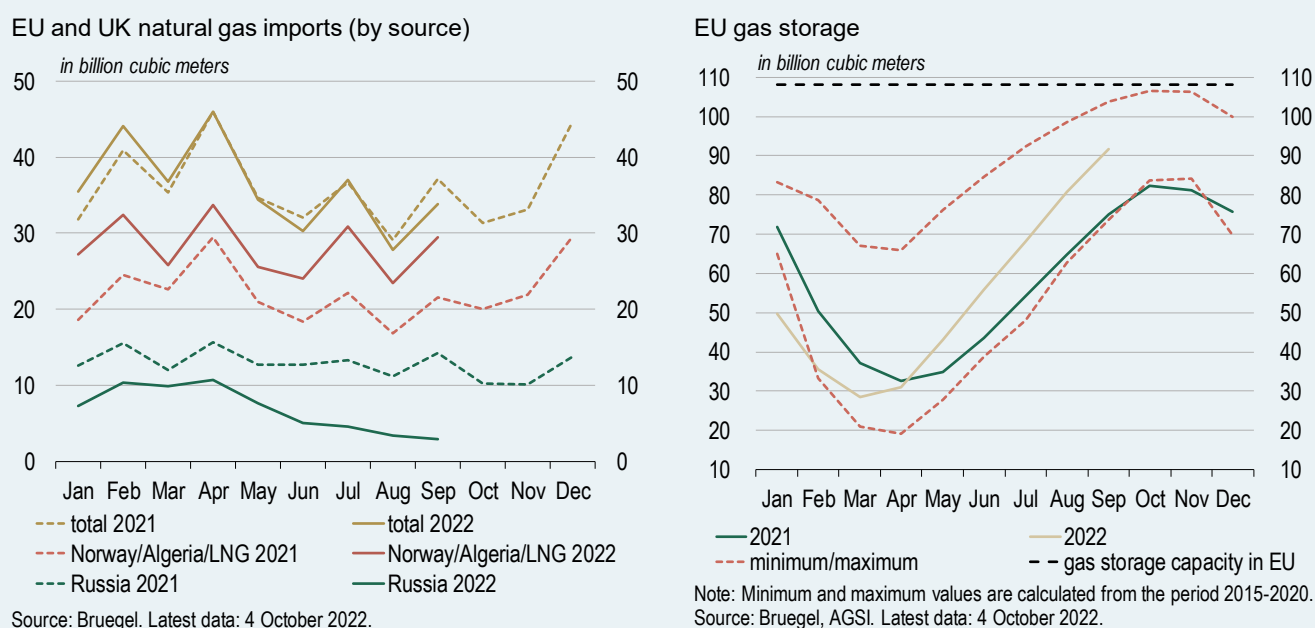 EU and UK natural gas imports (by source)
in billion cubic meters
50 50
40 40
30 30
20 20
10 10
0 0
Jan Feb Mar Apr May Jun Jul Aug Sep Oct Nov Dec
total 2021 total 2022
Norway/Algeria/LNG 2021 Norway/Algeria/LNG 2022
Russia 2021 Russia 2022
Source: Bruegel. Latest data: 4 October 2022.
EU gas storage
in billion cubic meters
110 110
100 100
90 90
80 80
70 70
60 60
50 50
40 40
30 30
20 20
10 10
Jan Feb Mar Apr May Jun Jul Aug Sep Oct Nov Dec
2021 2022
minimum/maximum gas storage capacity in EU
Note: Minimum and maximum values are calculated from the period 2015-2020.
Source: Bruegel, AGSI. Latest data: 4 October 2022.